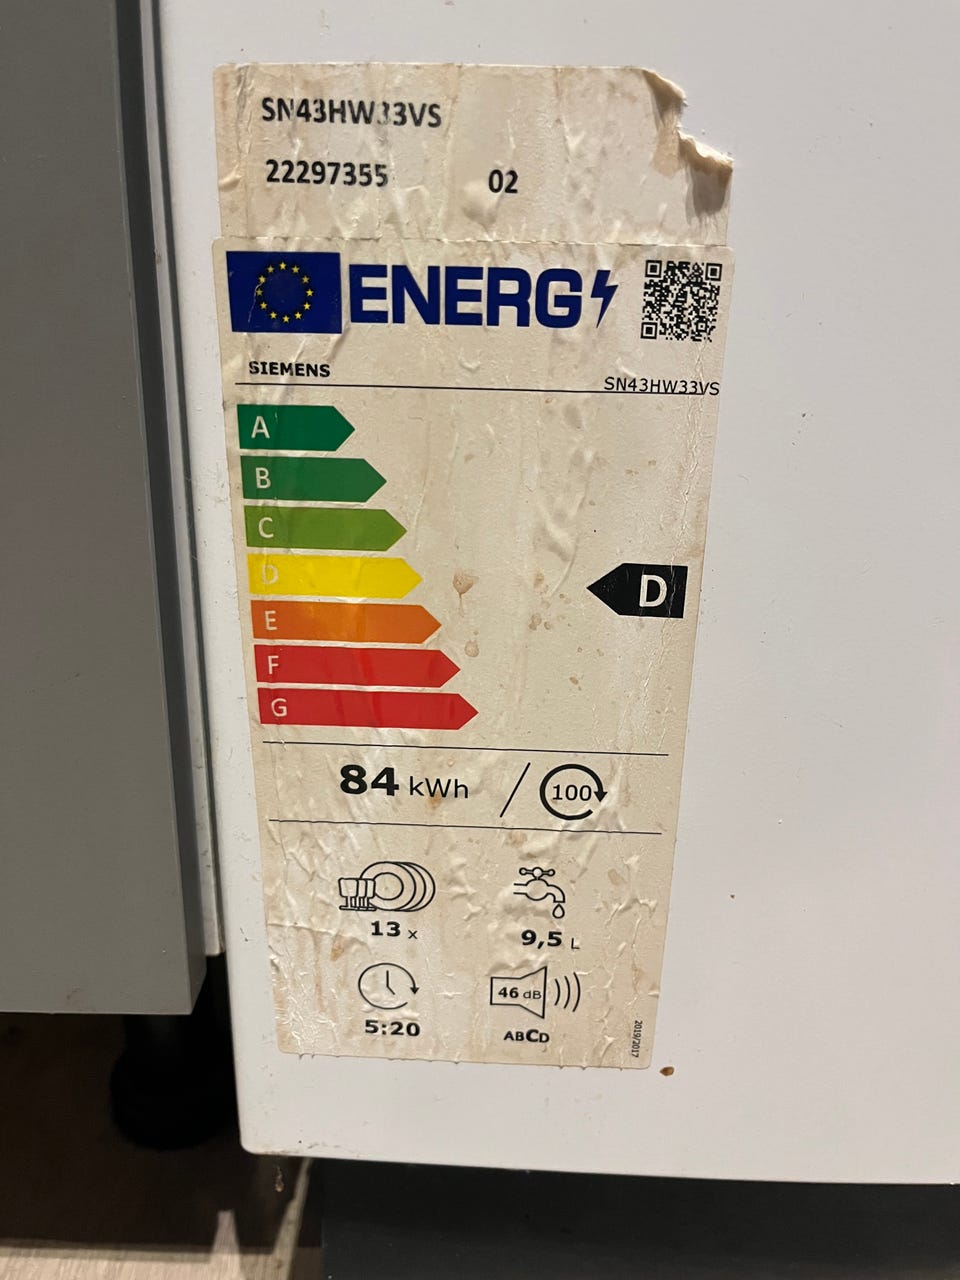 SN43HW33VS
22297355 02
ENERG
SIEMENS
SN43HW33VS
A
B
C
D
D
E
F
G
84 kWh / 100
13 x
9,5 L
46 dB
5:20
ABCD
2019/2017